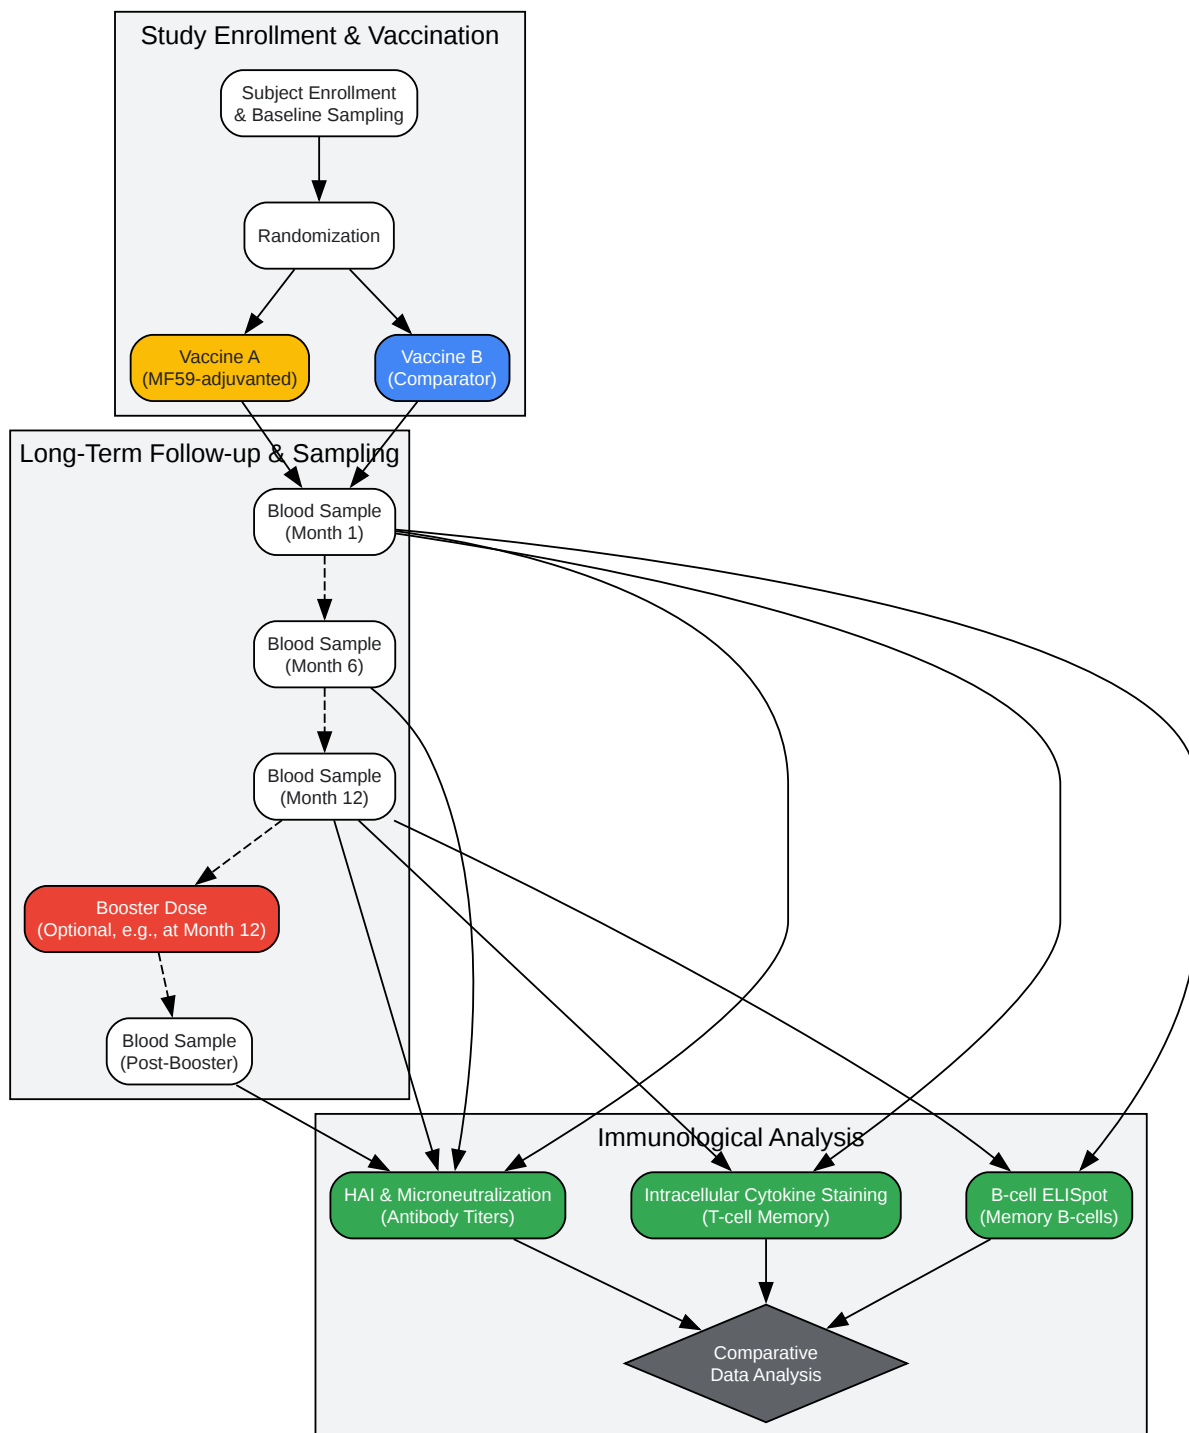 Study Enrollment & Vaccination
Subject Enrollment
& Baseline Sampling
Randomization
Vaccine A
(MF59-adjuvanted)
Vaccine B
(Comparator)
Long-Term Follow-up & Sampling
Blood Sample
(Month 1)
Blood Sample
(Month 6)
Blood Sample
(Month 12)
Booster Dose
(Optional, e.g., at Month 12)
Blood Sample
(Post-Booster)
Immunological Analysis
HAI & Microneutralization
(Antibody Titers)
Intracellular Cytokine Staining
(T-cell Memory)
B-cell ELISpot
(Memory B-cells)
Comparative
Data Analysis